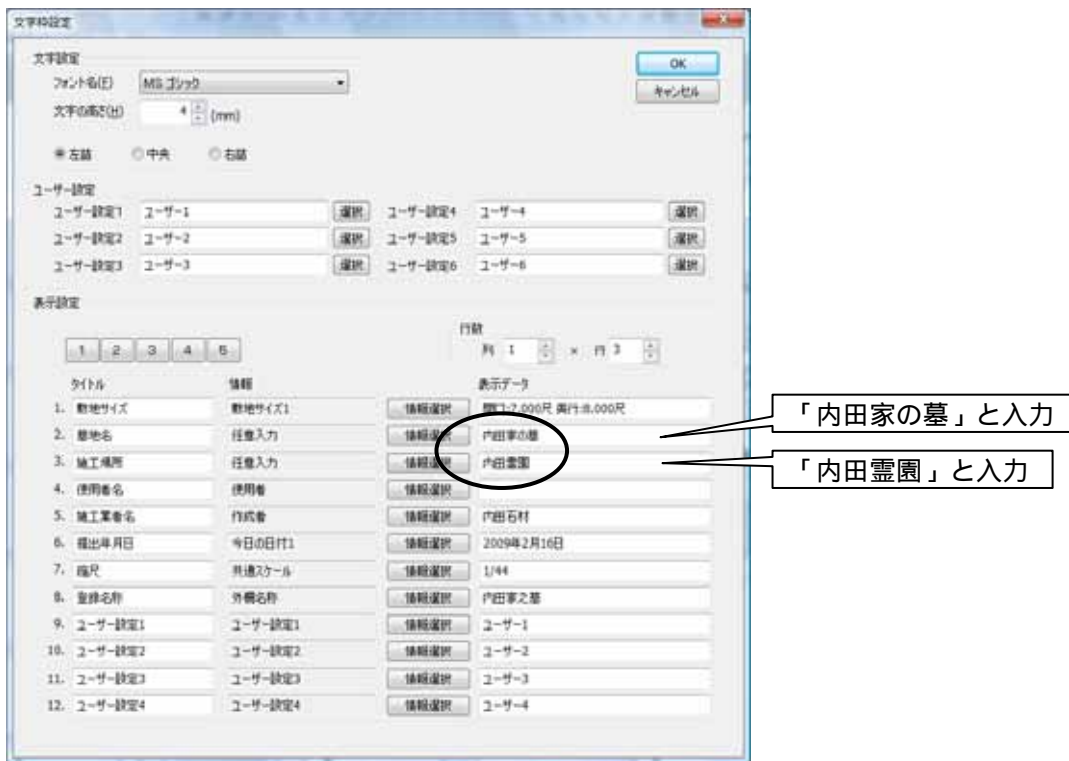 文字枠設定
文字設定
OK
フォント名(F) MS ゴシック
キャンセル
文字の高さ(H) 4 (mm)
左詰 中央 右詰
ユーザー設定
ユーザー設定1 ユーザー1 選択 ユーザー設定4 ユーザー4 選択
ユーザー設定2 ユーザー2 選択 ユーザー設定5 ユーザー5 選択
ユーザー設定3 ユーザー3 選択 ユーザー設定6 ユーザー6 選択
表示設定
行数
1 2 3 4 5 列 1 × 行 3
タイトル 情報 表示データ
1. 敷地サイズ 敷地サイズ1 情報選択 間口:7.000尺 奥行:8.000尺
2. 墓地名 任意入力 情報選択 内田家の墓
「内田家の墓」と入力
3. 施工場所 任意入力 情報選択 内田霊園
「内田霊園」と入力
4. 使用者名 使用者 情報選択
5. 施工業者名 作成者 情報選択 内田石材
6. 提出年月日 今日の日付1 情報選択 2009年2月16日
7. 縮尺 共通スケール 情報選択 1/44
8. 登録名称 外柵名称 情報選択 内田家之墓
9. ユーザー設定1 ユーザー設定1 情報選択 ユーザー1
10. ユーザー設定2 ユーザー設定2 情報選択 ユーザー2
11. ユーザー設定3 ユーザー設定3 情報選択 ユーザー3
12. ユーザー設定4 ユーザー設定4 情報選択 ユーザー4